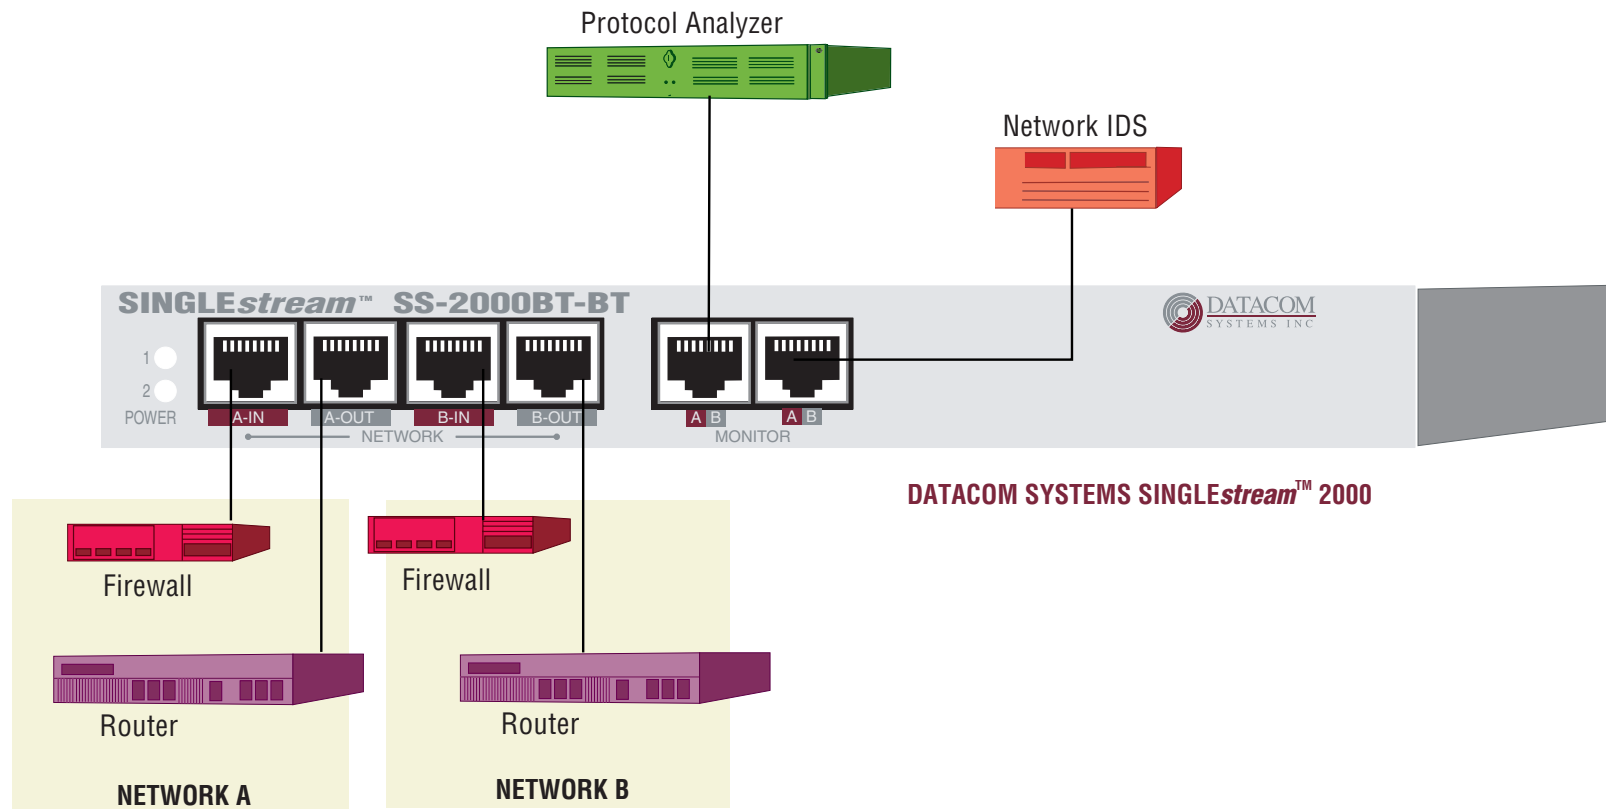 Protocol Analyzer
Network IDS
SINGLEstream™ SS-2000BT-BT
DATACOM
SYSTEMS INC
1
2
POWER
A-IN
A-OUT
B-IN
B-OUT
A B
A B
NETWORK
MONITOR
DATACOM SYSTEMS SINGLEstream™ 2000
Firewall
Firewall
Router
Router
NETWORK A
NETWORK B